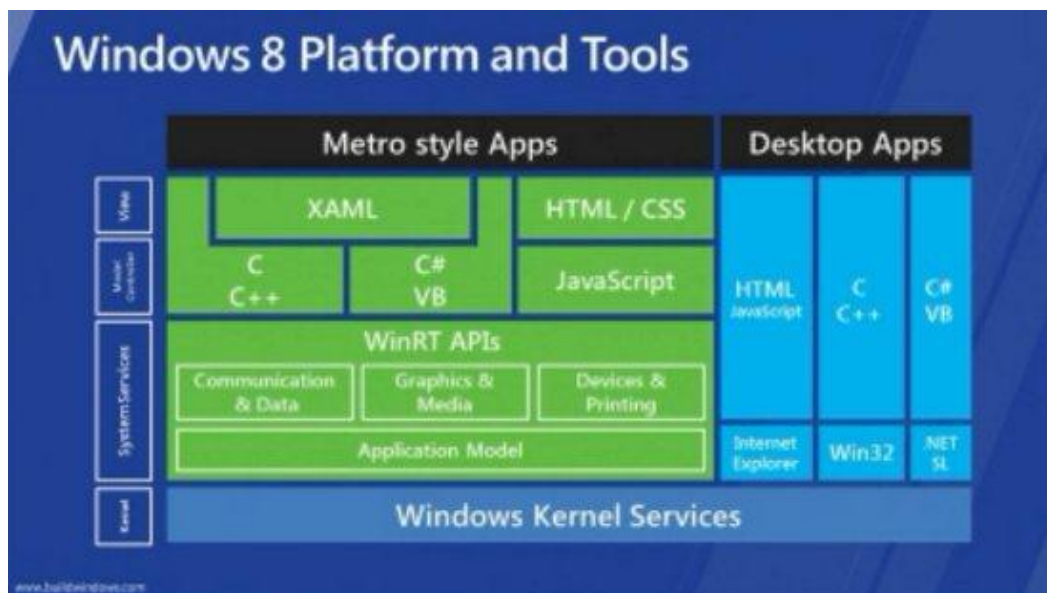 Windows 8 Platform and Tools
Metro style Apps
Desktop Apps
View
XAML
HTML / CSS
Model
Controller
C
C++
C#
VB
JavaScript
HTML
JavaScript
C
C++
C#
VB
System Services
WinRT APIs
Communication
& Data
Graphics &
Media
Devices &
Printing
Application Model
Internet
Explorer
Win32
.NET
SL
Kernel
Windows Kernel Services
www.buildwindows.com